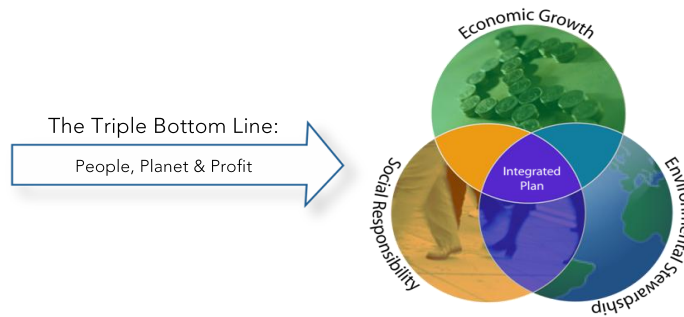 The Triple Bottom Line:
People, Planet & Profit
Economic Growth
Social Responsibility
Integrated
Plan
Environmental Stewardship